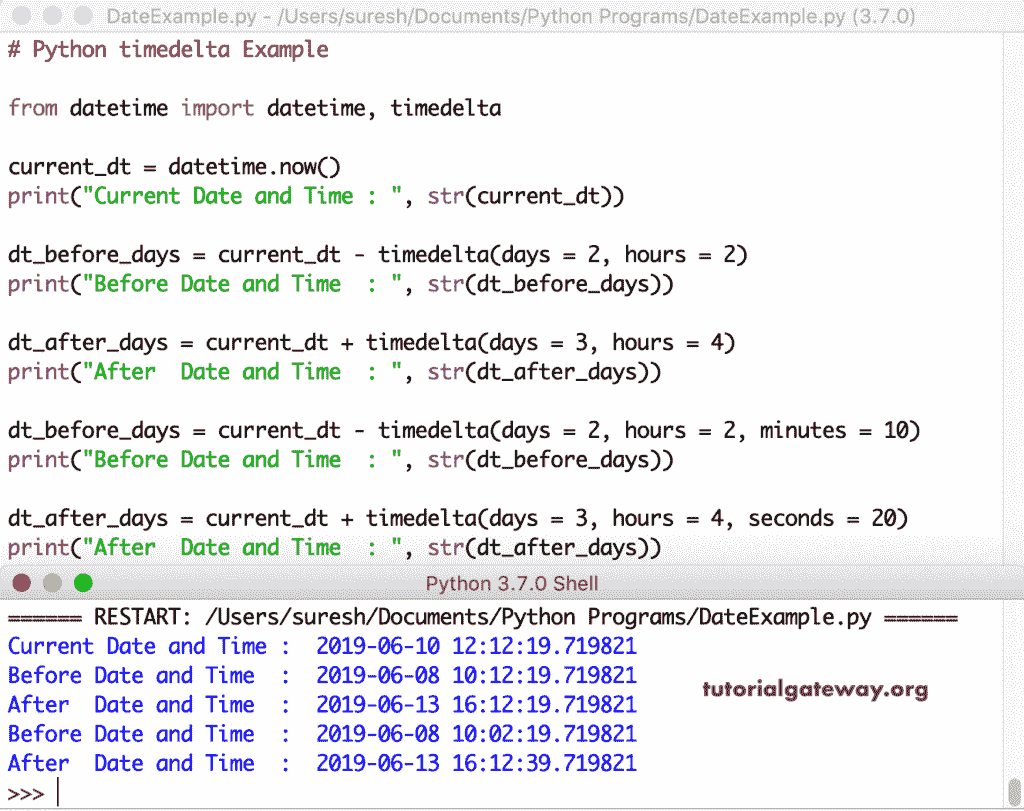 DateExample.py - /Users/suresh/Documents/Python Programs/DateExample.py (3.7.0)
# Python timedelta Example
from datetime import datetime, timedelta
current_dt = datetime.now()
print("Current Date and Time : ", str(current_dt))
dt_before_days = current_dt - timedelta(days = 2, hours = 2)
print("Before Date and Time  : ", str(dt_before_days))
dt_after_days = current_dt + timedelta(days = 3, hours = 4)
print("After  Date and Time  : ", str(dt_after_days))
dt_before_days = current_dt - timedelta(days = 2, hours = 2, minutes = 10)
print("Before Date and Time  : ", str(dt_before_days))
dt_after_days = current_dt + timedelta(days = 3, hours = 4, seconds = 20)
print("After  Date and Time  : ", str(dt_after_days))
Python 3.7.0 Shell
====== RESTART: /Users/suresh/Documents/Python Programs/DateExample.py ======
Current Date and Time :  2019-06-10 12:12:19.719821
Before Date and Time  :  2019-06-08 10:12:19.719821
After  Date and Time  :  2019-06-13 16:12:19.719821
Before Date and Time  :  2019-06-08 10:02:19.719821
After  Date and Time  :  2019-06-13 16:12:39.719821
>>>
tutorialgateway.org